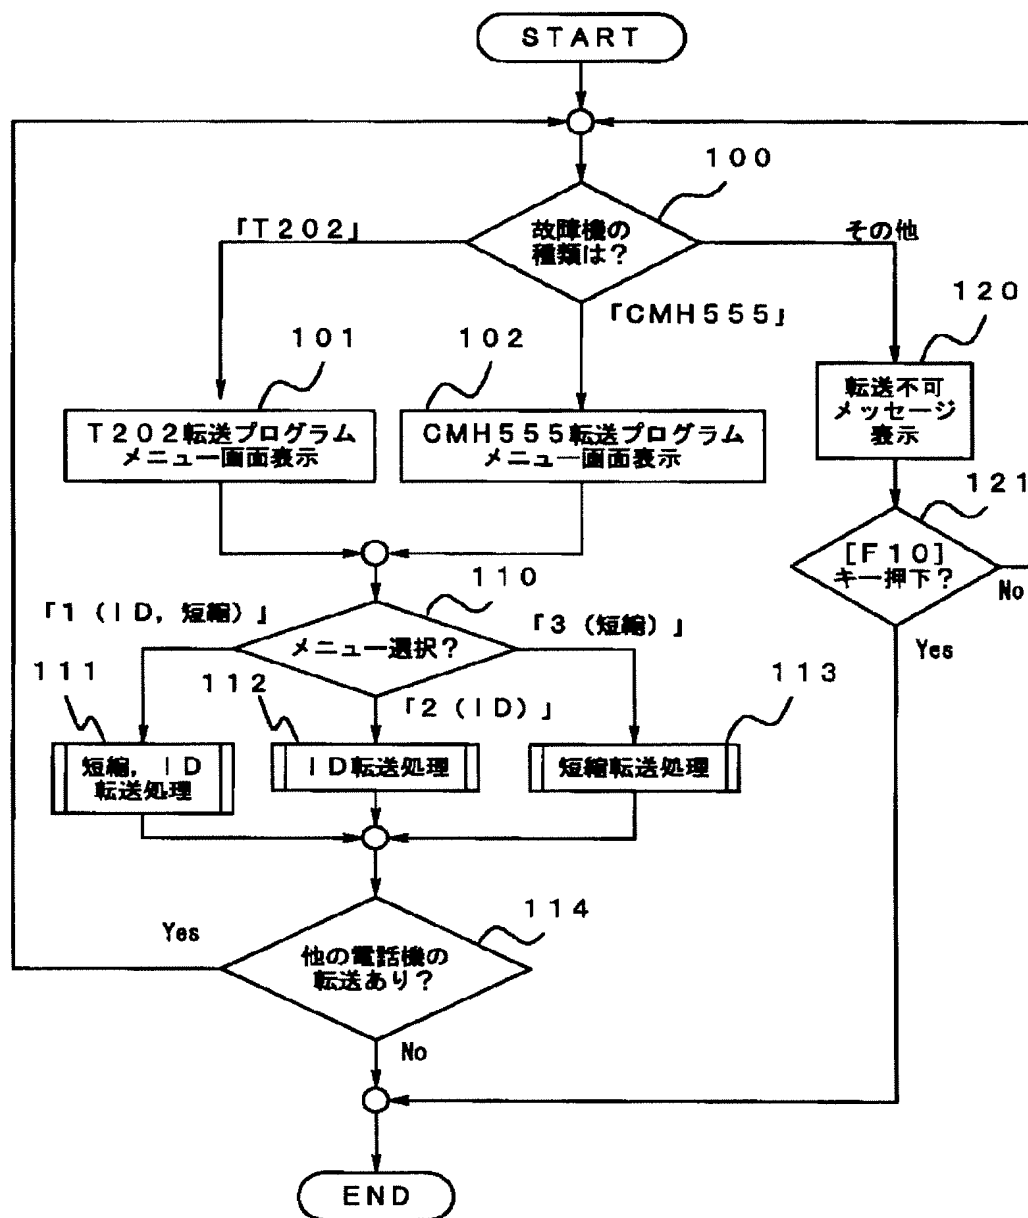 START
100
故障機の
種類は？
「T202」
その他
「CMH555」
120
101
102
転送不可
メッセージ
表示
T202転送プログラム
メニュー画面表示
CMH555転送プログラム
メニュー画面表示
121
[F10]
キー押下？
No
Yes
110
「1（ID，短縮）」
メニュー選択？
「3（短縮）」
111
112
「2（ID）」
113
短縮，ID
転送処理
ID転送処理
短縮転送処理
114
Yes
他の電話機の
転送あり？
No
END